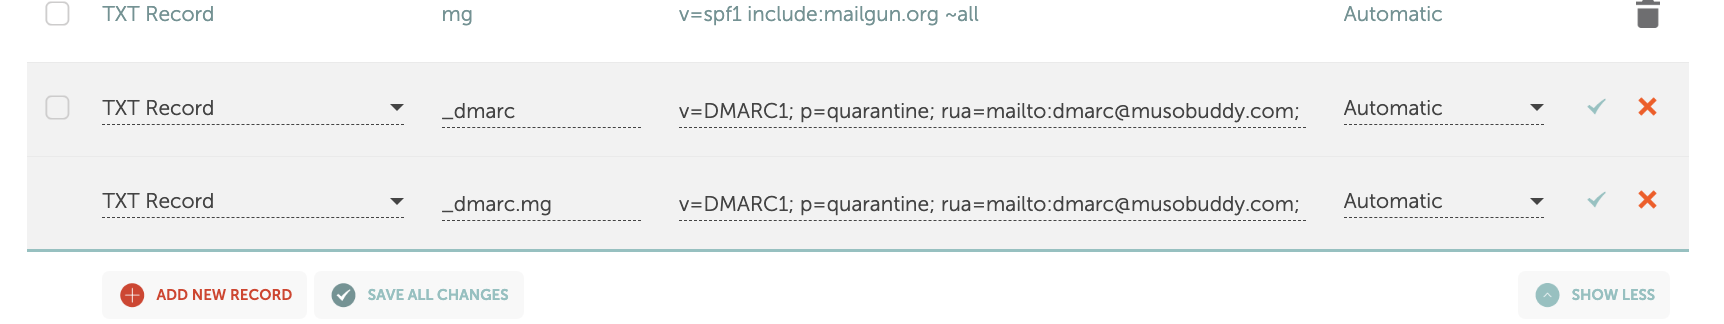 TXT Record mg v=spf1 include:mailgun.org ~all Automatic
TXT Record _dmarc v=DMARC1; p=quarantine; rua=mailto:dmarc@musobuddy.com; Automatic
TXT Record _dmarc.mg v=DMARC1; p=quarantine; rua=mailto:dmarc@musobuddy.com; Automatic
ADD NEW RECORD SAVE ALL CHANGES SHOW LESS